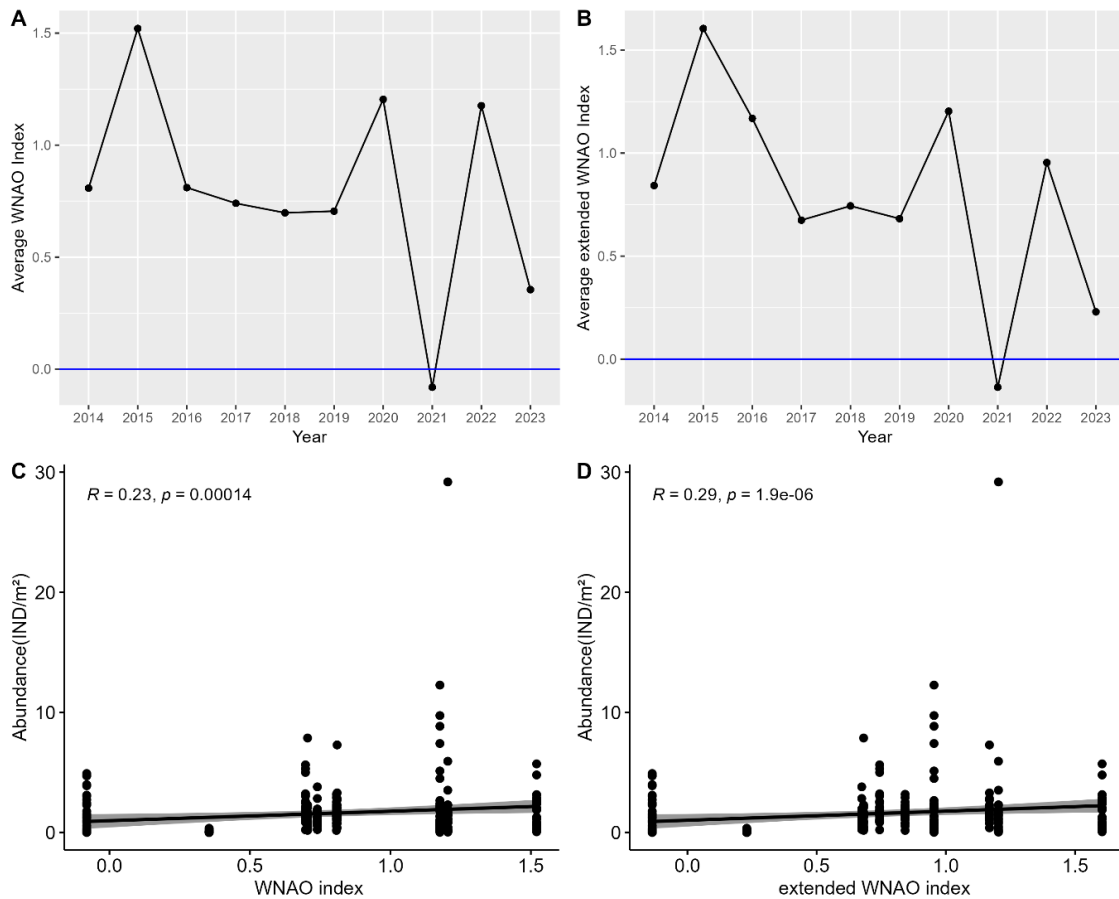 A
Average WNAO Index
1.5
1.0
0.5
0.0
2014 2015 2016 2017 2018 2019 2020 2021 2022 2023
Year
B
Average extended WNAO Index
1.5
1.0
0.5
0.0
2014 2015 2016 2017 2018 2019 2020 2021 2022 2023
Year
C
R = 0.23, p = 0.00014
Abundance(IND/m²)
30
20
10
0
0.0 0.5 1.0 1.5
WNAO index
D
R = 0.29, p = 1.9e-06
Abundance(IND/m²)
30
20
10
0
0.0 0.5 1.0 1.5
extended WNAO index